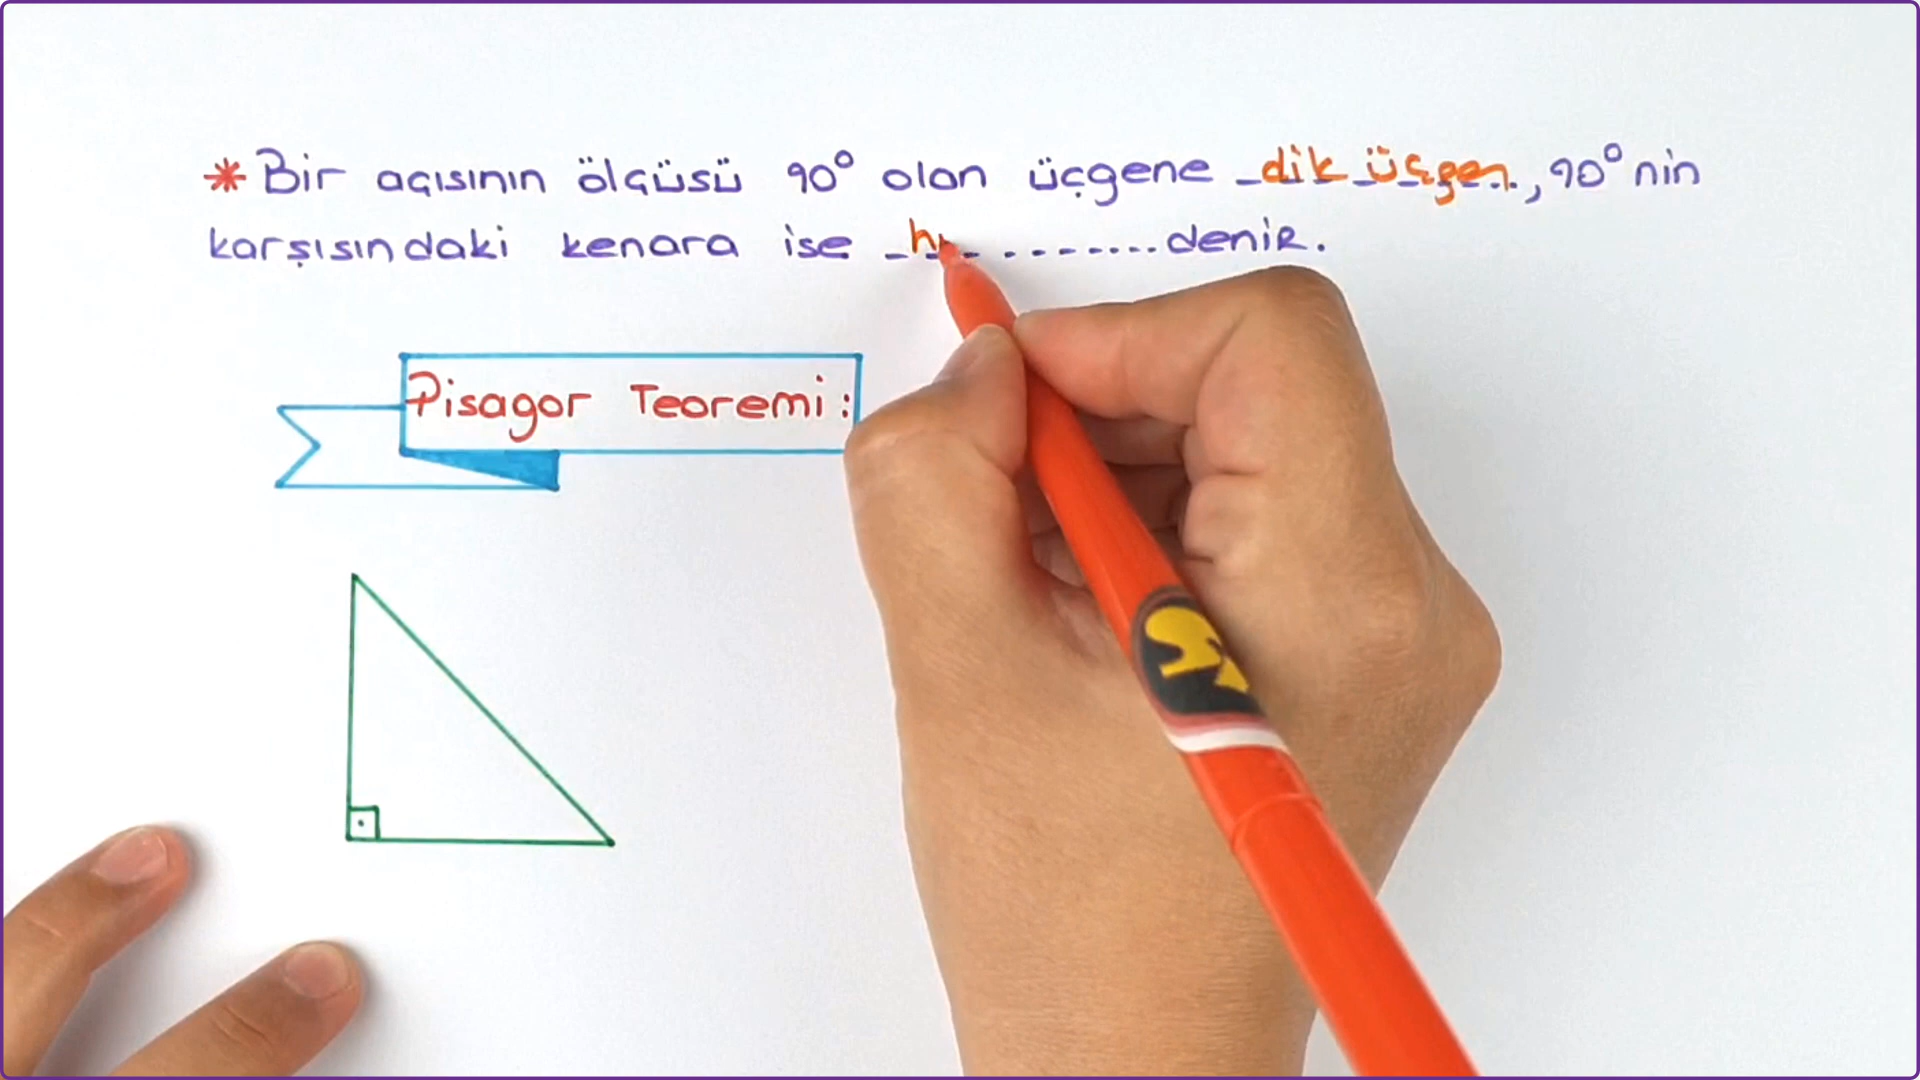 * Bir açısının ölçüsü 90° olan üçgene dik üçgen, 90° nin
karşısındaki kenara ise ............ denir.
Pisagor Teoremi: